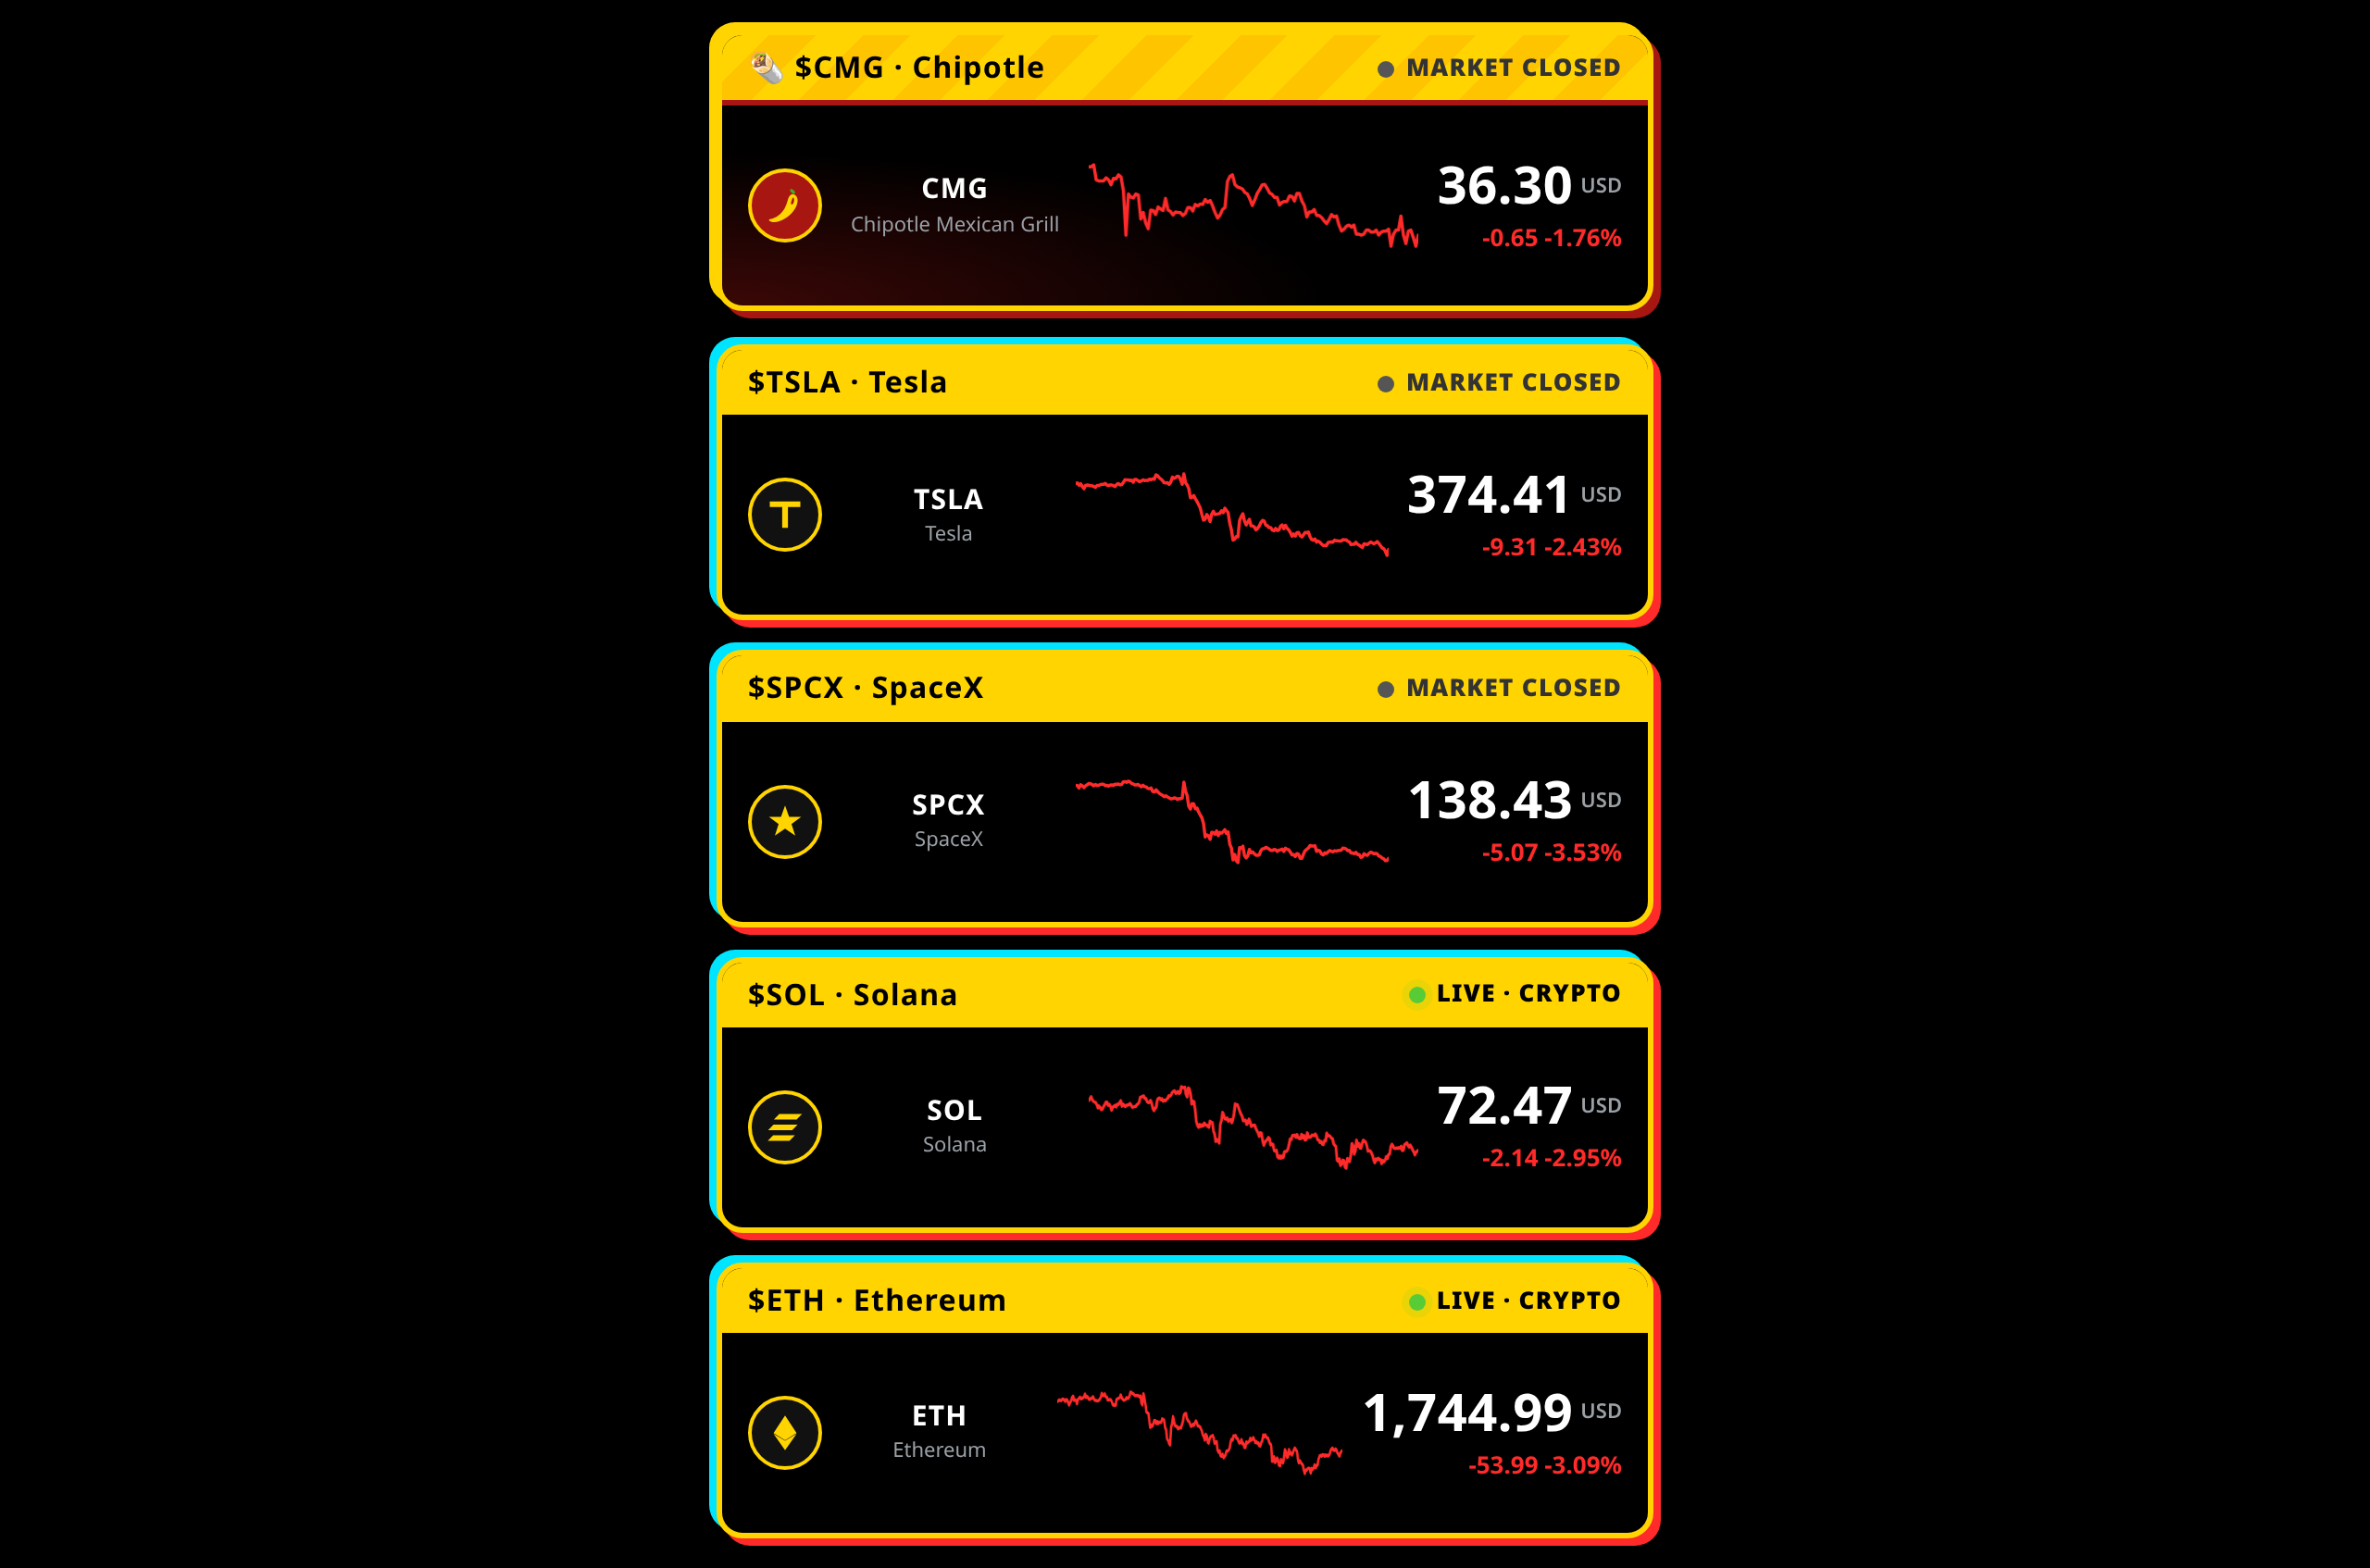 $CMG · Chipotle
MARKET CLOSED
CMG
Chipotle Mexican Grill
36.30 USD
-0.65 -1.76%
$TSLA · Tesla
MARKET CLOSED
TSLA
Tesla
374.41 USD
-9.31 -2.43%
$SPCX · SpaceX
MARKET CLOSED
SPCX
SpaceX
138.43 USD
-5.07 -3.53%
$SOL · Solana
LIVE · CRYPTO
SOL
Solana
72.47 USD
-2.14 -2.95%
$ETH · Ethereum
LIVE · CRYPTO
ETH
Ethereum
1,744.99 USD
-53.99 -3.09%